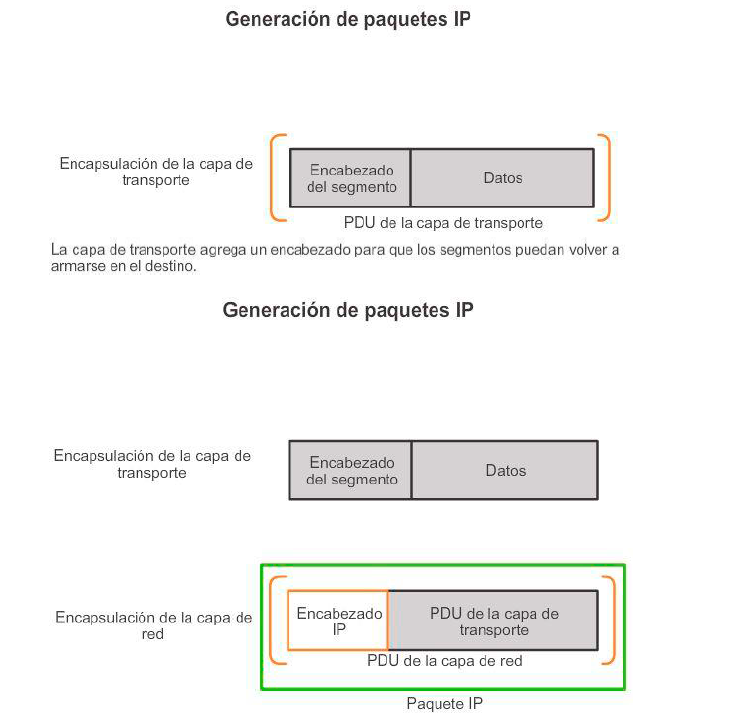 Generación de paquetes IP
Encapsulación de la capa de
transporte
Encabezado
del segmento
Datos
PDU de la capa de transporte
La capa de transporte agrega un encabezado para que los segmentos puedan volver a
armarse en el destino.
Generación de paquetes IP
Encapsulación de la capa de
transporte
Encabezado
del segmento
Datos
Encapsulación de la capa de
red
Encabezado
IP
PDU de la capa de
transporte
PDU de la capa de red
Paquete IP